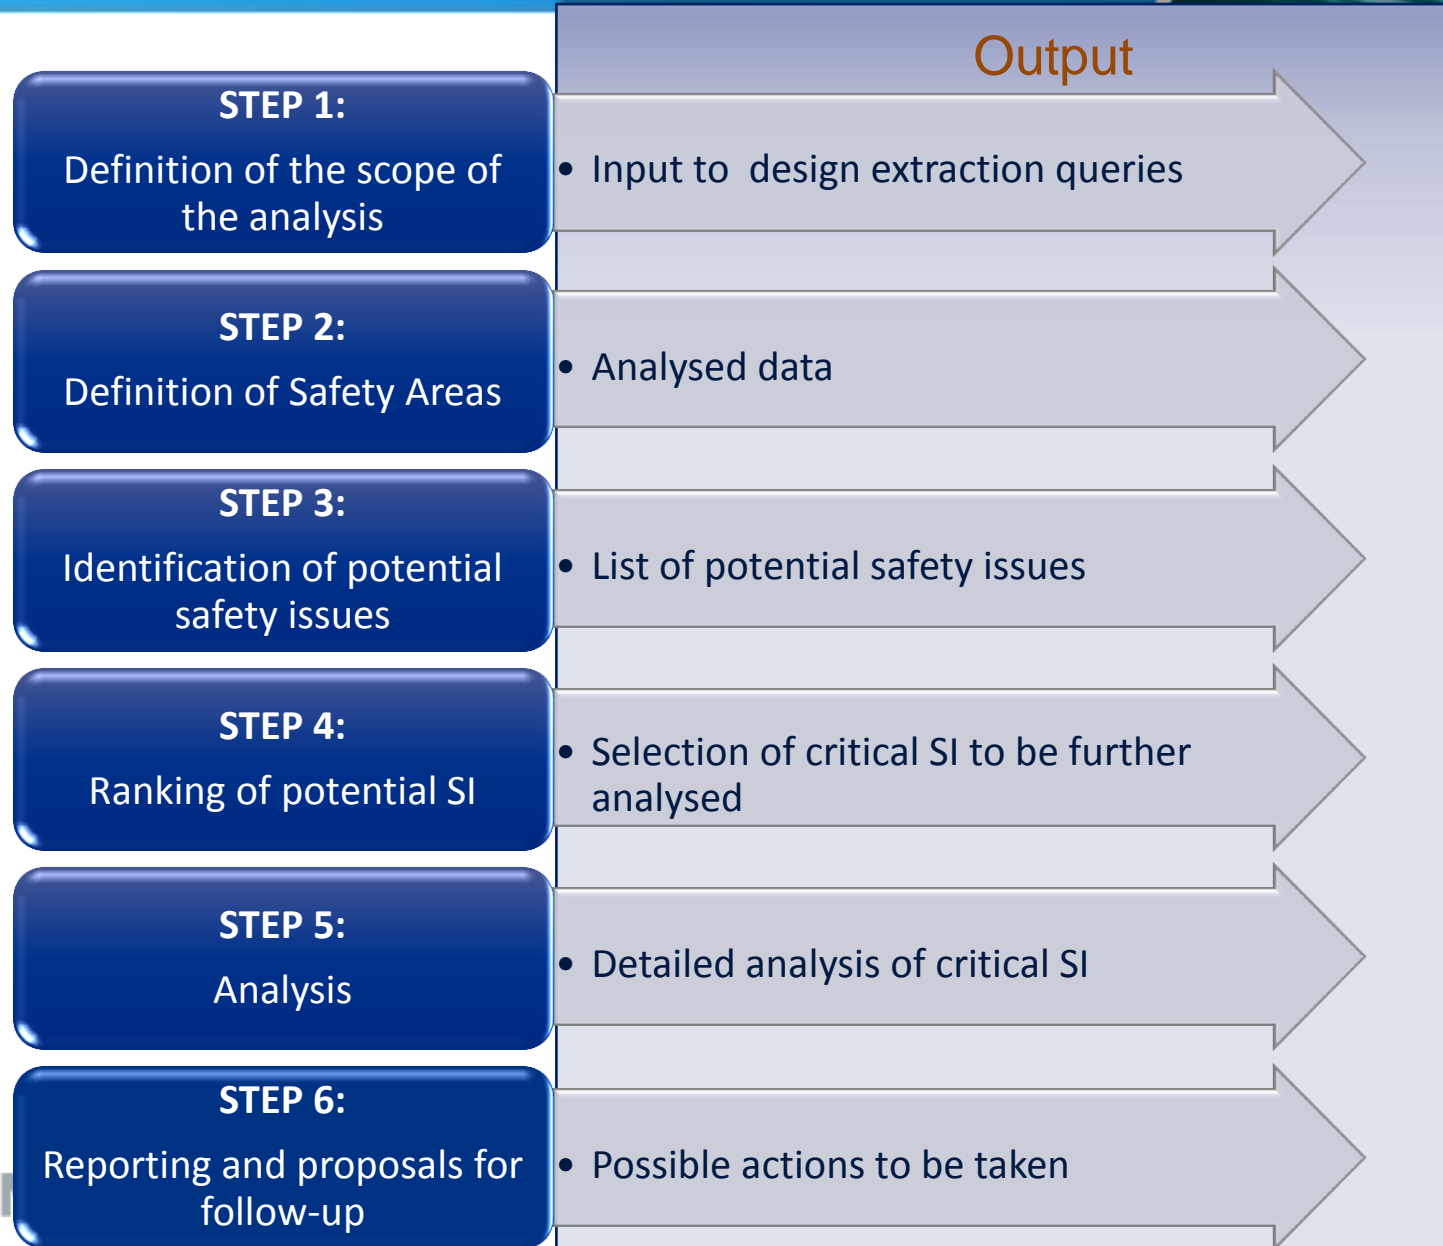 Output
STEP 1:
Definition of the scope of
the analysis
• Input to  design extraction queries
STEP 2:
Definition of Safety Areas
• Analysed data
STEP 3:
Identification of potential
safety issues
• List of potential safety issues
STEP 4:
Ranking of potential SI
• Selection of critical SI to be further
analysed
STEP 5:
Analysis
• Detailed analysis of critical SI
STEP 6:
Reporting and proposals for
follow-up
• Possible actions to be taken